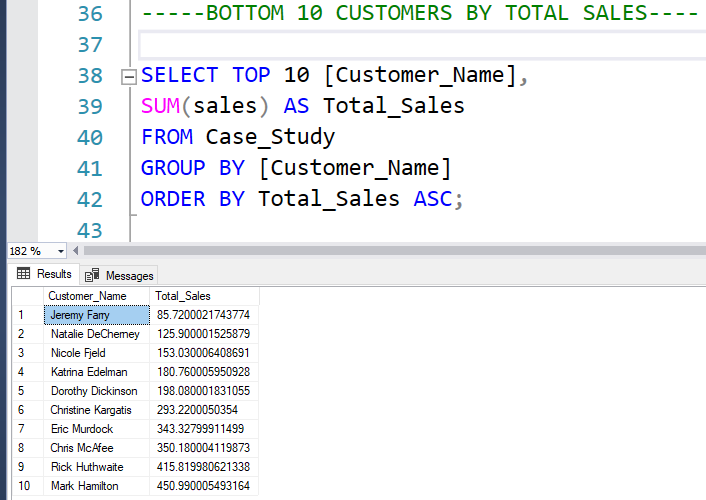 36 -----BOTTOM 10 CUSTOMERS BY TOTAL SALES----
37
38 SELECT TOP 10 [Customer_Name],
39 SUM(sales) AS Total_Sales
40 FROM Case_Study
41 GROUP BY [Customer_Name]
42 ORDER BY Total_Sales ASC;
43
182 %
Results Messages
Customer_Name Total_Sales
1 Jeremy Farry 85.7200021743774
2 Natalie DeCherney 125.900001525879
3 Nicole Fjeld 153.030006408691
4 Katrina Edelman 180.760005950928
5 Dorothy Dickinson 198.080001831055
6 Christine Kargatis 293.2200050354
7 Eric Murdock 343.32799911499
8 Chris McAfee 350.180004119873
9 Rick Huthwaite 415.819980621338
10 Mark Hamilton 450.990005493164